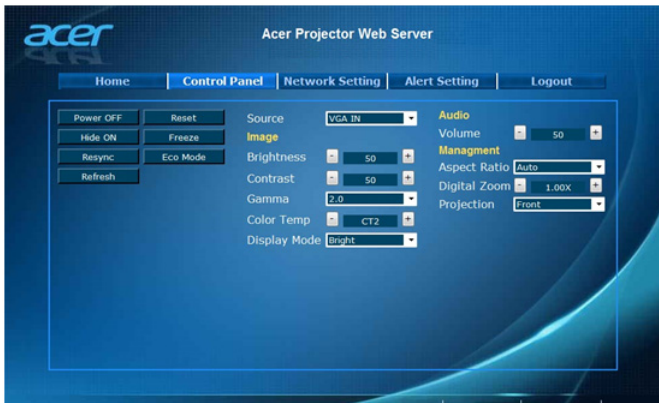 acer
Acer Projector Web Server
Home Control Panel Network Setting Alert Setting Logout
Power OFF Reset
Hide ON Freeze
Resync Eco Mode
Refresh
Source VGA IN
Image
Brightness - 50 +
Contrast - 50 +
Gamma 2.0
Color Temp - CT2 +
Display Mode Bright
Audio
Volume - 50 +
Managment
Aspect Ratio Auto
Digital Zoom - 1.00X +
Projection Front